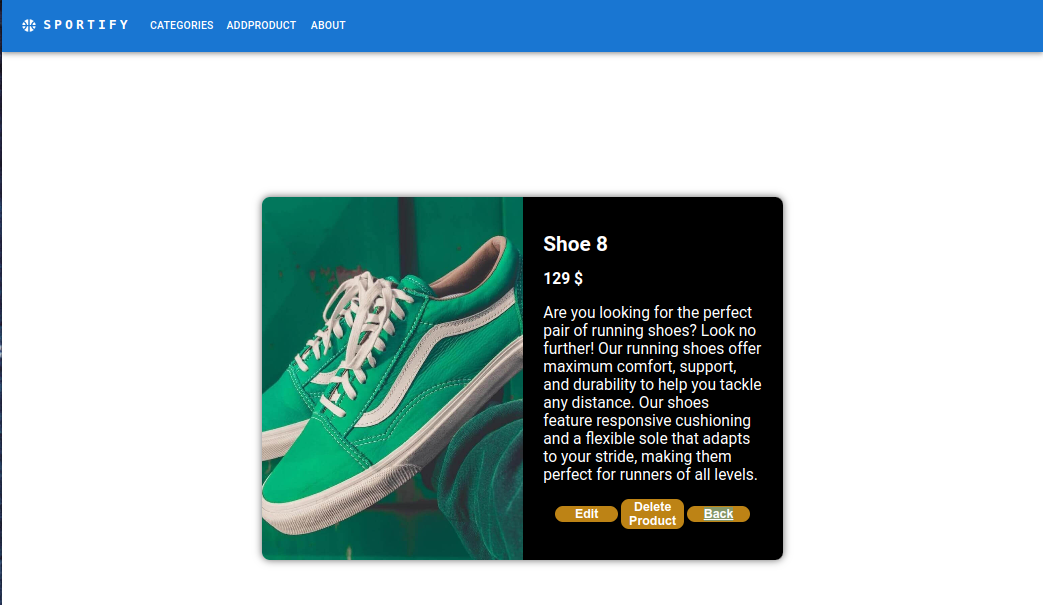 SPORTIFY CATEGORIES ADDPRODUCT ABOUT
Shoe 8
129 $
Are you looking for the perfect
pair of running shoes? Look no
further! Our running shoes offer
maximum comfort, support,
and durability to help you tackle
any distance. Our shoes
feature responsive cushioning
and a flexible sole that adapts
to your stride, making them
perfect for runners of all levels.
Edit
Delete
Product
Back